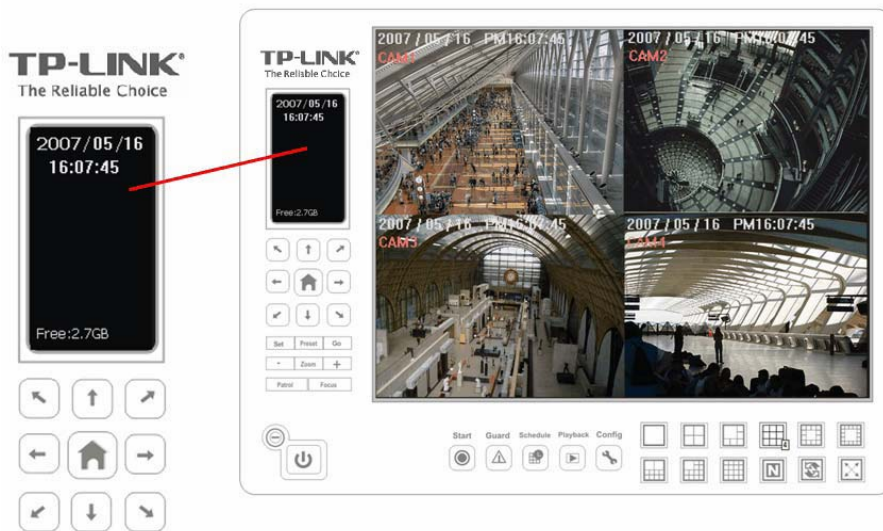 TP-LINK®
The Reliable Choice
2007/05/16
16:07:45
Free:2.7GB
TP-LINK®
The Reliable Choice
2007/05/16
16:07:45
Free:2.7GB
Set Preset Go
- Zoom +
Patrol Focus
2007/05/16 PM16:07:45
CAM1
2007/05/16 PM16:07:45
CAM2
2007/05/16 PM16:07:45
CAM3
2007/05/16 PM16:07:45
CAM4
Start Guard Schedule Playback Config
4
N